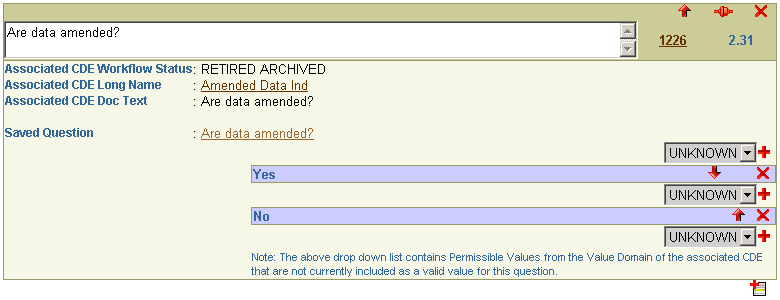 Are data amended?
1226 2.31
Associated CDE Workflow Status: RETIRED ARCHIVED
Associated CDE Long Name : Amended Data Ind
Associated CDE Doc Text : Are data amended?
Saved Question : Are data amended?
UNKNOWN
Yes
UNKNOWN
No
UNKNOWN
Note: The above drop down list contains Permissible Values from the Value Domain of the associated CDE
that are not currently included as a valid value for this question.